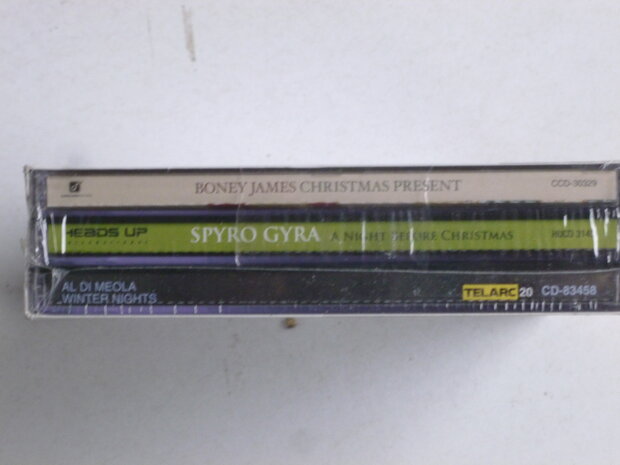 BONEY JAMES CHRISTMAS PRESENT CCD-30329
HEADS UP SPYRO GYRA A NIGHT BEFORE CHRISTMAS
AL DI MEOLA
WINTER NIGHTS
TELARC 20 CD-83458